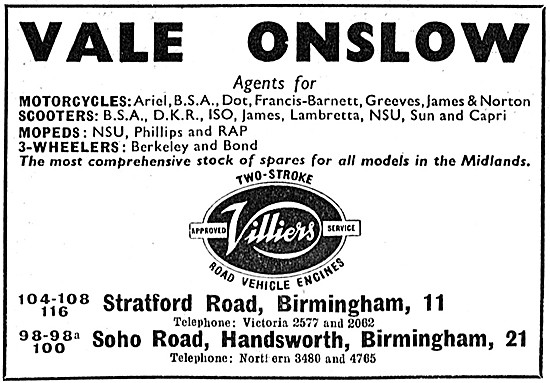 VALE ONSLOW
Agents for
MOTORCYCLES: Ariel, B.S.A., Dot, Francis-Barnett, Greeves, James & Norton
SCOOTERS: B.S.A., D.K.R., ISO, James, Lambretta, NSU, Sun and Capri
MOPEDS: NSU, Phillips and RAP
3-WHEELERS: Berkeley and Bond
The most comprehensive stock of spares for all models in the Midlands.
TWO-STROKE
APPROVED Villiers SERVICE
ROAD VEHICLE ENGINES
104-108 116 Stratford Road, Birmingham, 11
Telephone: Victoria 2577 and 2062
98-98a 100 Soho Road, Handsworth, Birmingham, 21
Telephone: Northern 3480 and 4765